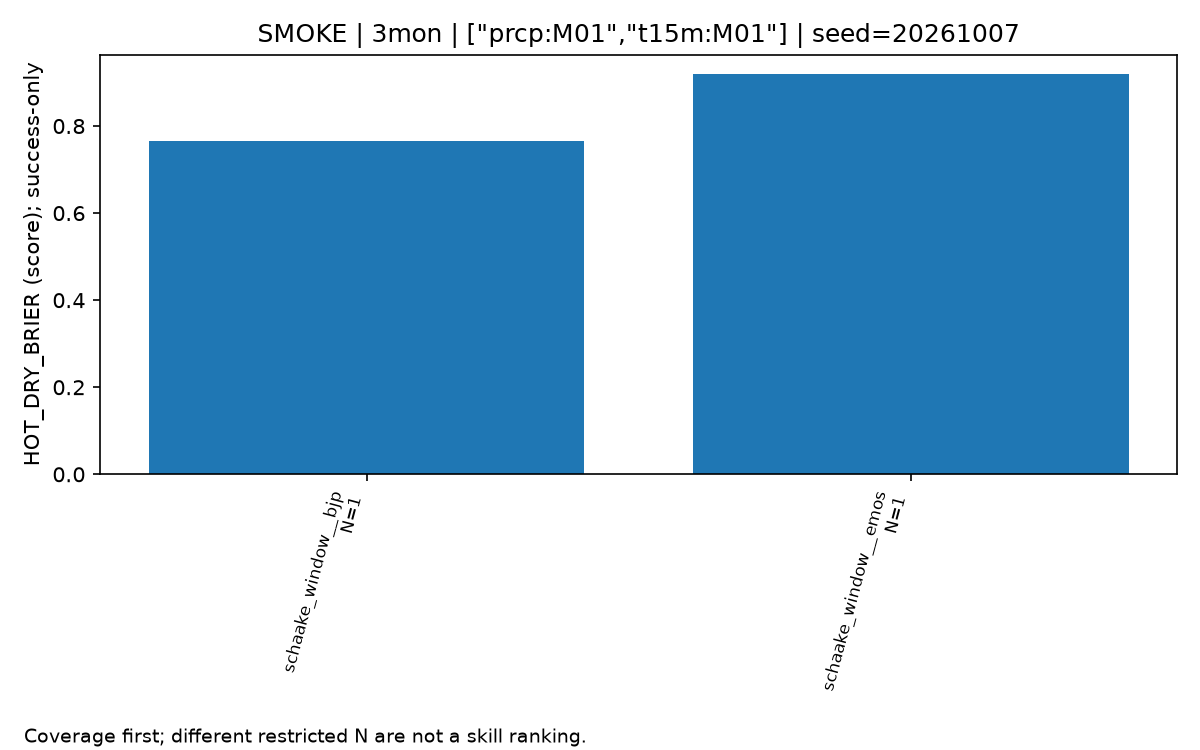 SMOKE | 3mon | ["prcp:M01","t15m:M01"] | seed=20261007
HOT_DRY_BRIER (score); success-only
0.8
0.6
0.4
0.2
0.0
schaake_window__bjp
N=1
schaake_window__emos
N=1
Coverage first; different restricted N are not a skill ranking.